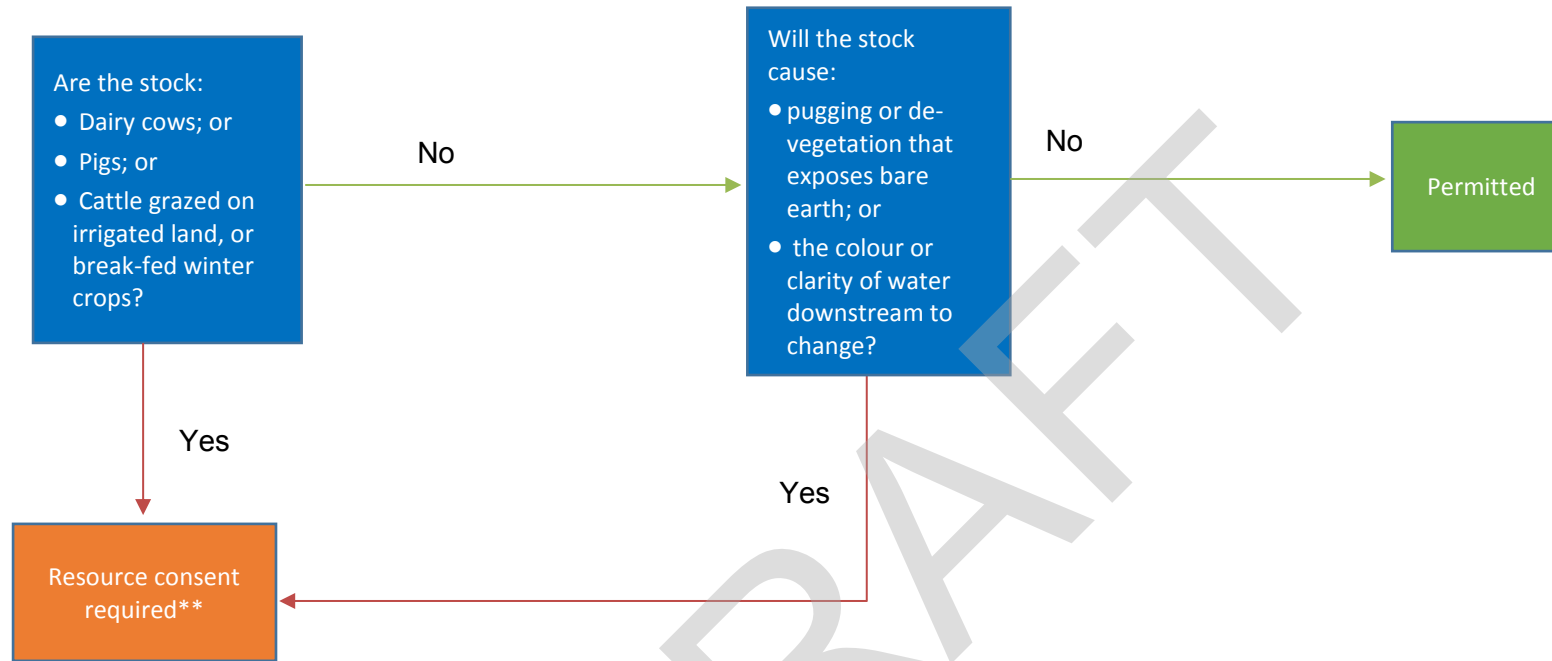 Are the stock:
● Dairy cows; or
● Pigs; or
● Cattle grazed on
irrigated land, or
break-fed winter
crops?
No
Will the stock
cause:
● pugging or de-
vegetation that
exposes bare
earth; or
● the colour or
clarity of water
downstream to
change?
No
Permitted
Yes
Yes
Resource consent
required**
RAFT